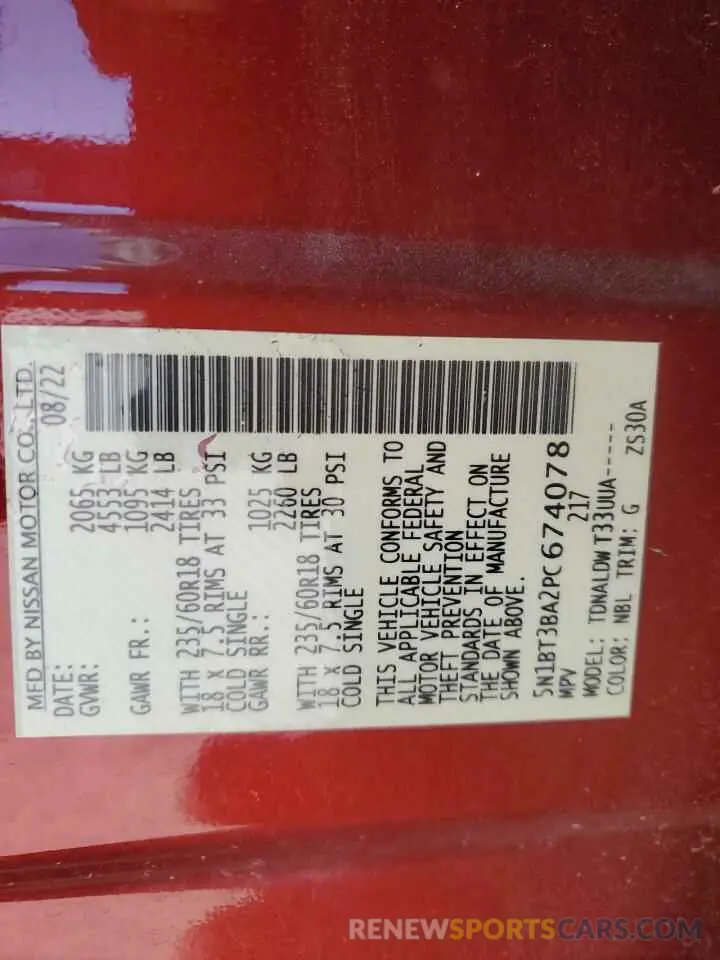 MFD BY NISSAN MOTOR CO., LTD.
DATE: 08/22
GVWR: 2065 KG
4553 LB
GAWR FR.: 1095 KG
2414 LB
WITH 235/60R18 TIRES
18 X 7.5 RIMS AT 33 PSI
COLD SINGLE
GAWR RR.: 1025 KG
2260 LB
WITH 235/60R18 TIRES
18 X 7.5 RIMS AT 30 PSI
COLD SINGLE
THIS VEHICLE CONFORMS TO
ALL APPLICABLE FEDERAL
MOTOR VEHICLE SAFETY AND
THEFT PREVENTION
STANDARDS IN EFFECT ON
THE DATE OF MANUFACTURE
SHOWN ABOVE.
5N1BT3BA2PC674078
MPV 217
MODEL: TDNALDWT33UUA-----
COLOR: NBL TRIM: G ZS30A
RENEWSPORTSCARS.COM